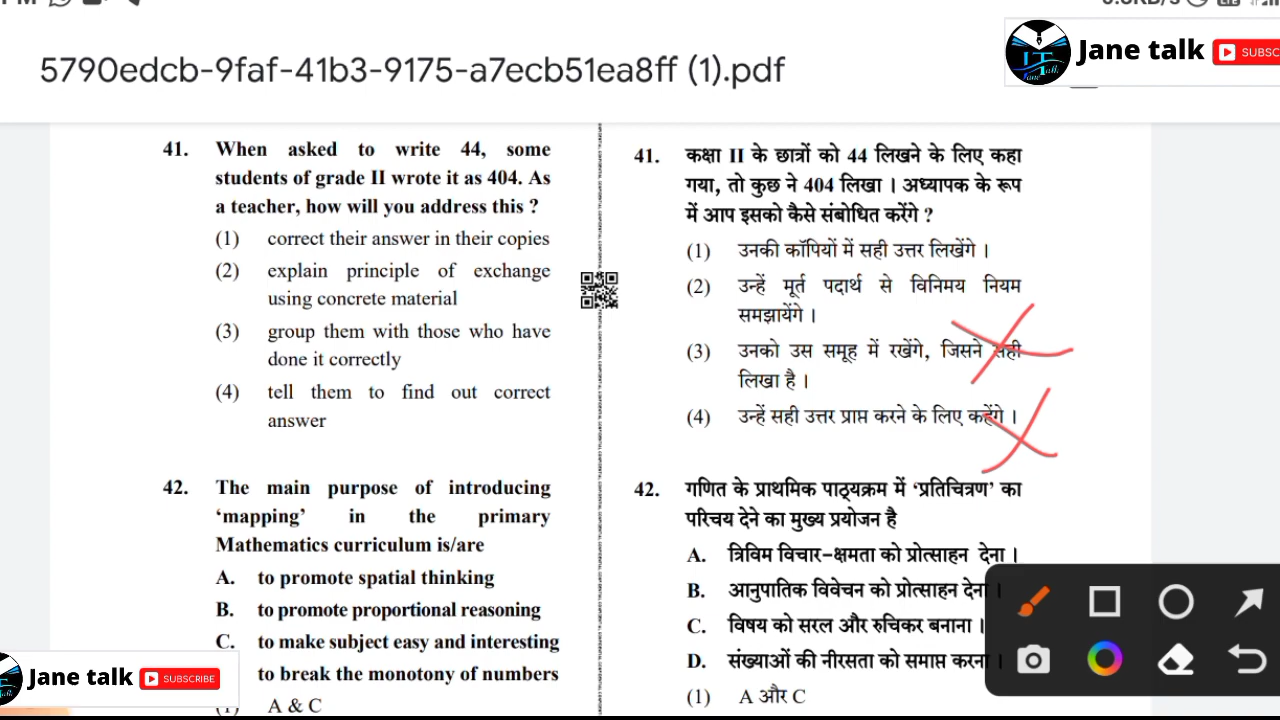 5790edcb-9faf-41b3-9175-a7ecb51ea8ff (1).pdf
Jane talk
41. When asked to write 44, some
students of grade II wrote it as 404. As
a teacher, how will you address this ?
(1) correct their answer in their copies
(2) explain principle of exchange
using concrete material
(3) group them with those who have
done it correctly
(4) tell them to find out correct
answer
42. The main purpose of introducing
‘mapping’ in the primary
Mathematics curriculum is/are
A. to promote spatial thinking
B. to promote proportional reasoning
C. to make subject easy and interesting
to break the monotony of numbers
(1) A & C
41. कक्षा II के छात्रों को 44 लिखने के लिए कहा
गया, तो कुछ ने 404 लिखा । अध्यापक के रूप
में आप इसको कैसे संबोधित करेंगे ?
(1) उनकी कॉपियों में सही उत्तर लिखेंगे ।
(2) उन्हें मूर्त पदार्थ से विनिमय नियम
समझायेंगे ।
(3) उनको उस समूह में रखेंगे, जिसने सही
लिखा है ।
(4) उन्हें सही उत्तर प्राप्त करने के लिए कहेंगे ।
42. गणित के प्राथमिक पाठ्यक्रम में ‘प्रतिचित्रण’ का
परिचय देने का मुख्य प्रयोजन है
A. त्रिविम विचार-क्षमता को प्रोत्साहन देना ।
B. आनुपातिक विवेचन को प्रोत्साहन देना ।
C. विषय को सरल और रुचिकर बनाना ।
D. संख्याओं की नीरसता को समाप्त करना ।
(1) A और C
Jane talk
SUBSCRIBE